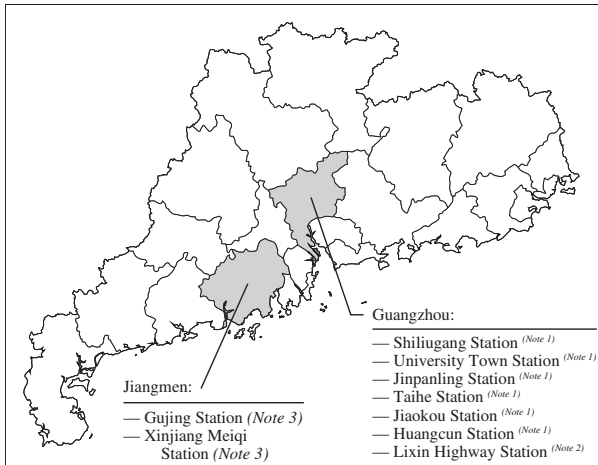 Guangzhou:
— Shiliugang Station (Note 1)
— University Town Station (Note 1)
— Jinpanling Station (Note 1)
— Taihe Station (Note 1)
— Jiaokou Station (Note 1)
— Huangcun Station (Note 1)
— Lixin Highway Station (Note 2)
Jiangmen:
— Gujing Station (Note 3)
— Xinjiang Meiqi
Station (Note 3)